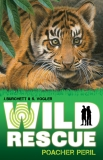 J. BURCHETT & S. VOGLER
WILD
RESCUE
POACHER PERIL